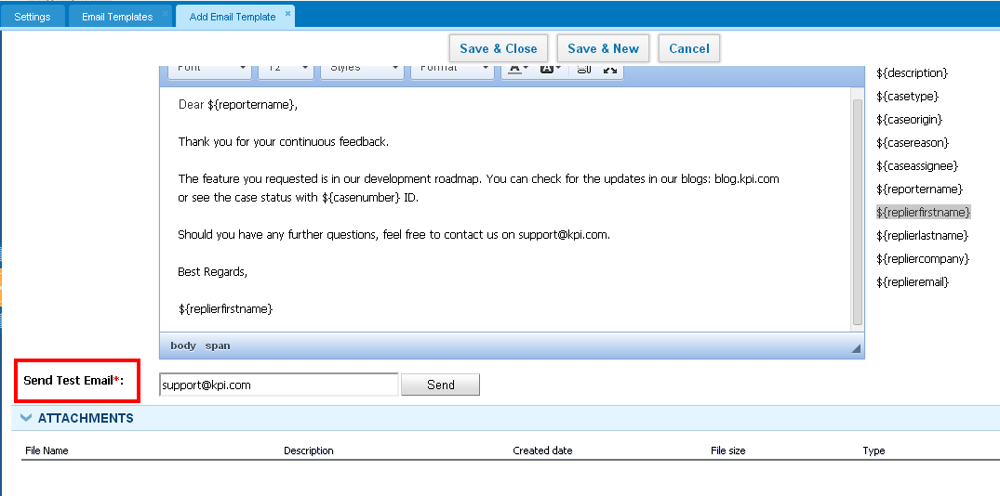 Settings Email Templates Add Email Template
Save & Close Save & New Cancel
Font 12 Styles Format A A
Dear ${reportername},
Thank you for your continuous feedback.
The feature you requested is in our development roadmap. You can check for the updates in our blogs: blog.kpi.com
or see the case status with ${casenumber} ID.
Should you have any further questions, feel free to contact us on support@kpi.com.
Best Regards,
${replierfirstname}
body span
${description}
${casetype}
${caseorigin}
${casereason}
${caseassignee}
${reportername}
${replierfirstname}
${replierlastname}
${repliercompany}
${replieremail}
Send Test Email*: support@kpi.com Send
ATTACHMENTS
File Name Description Created date File size Type